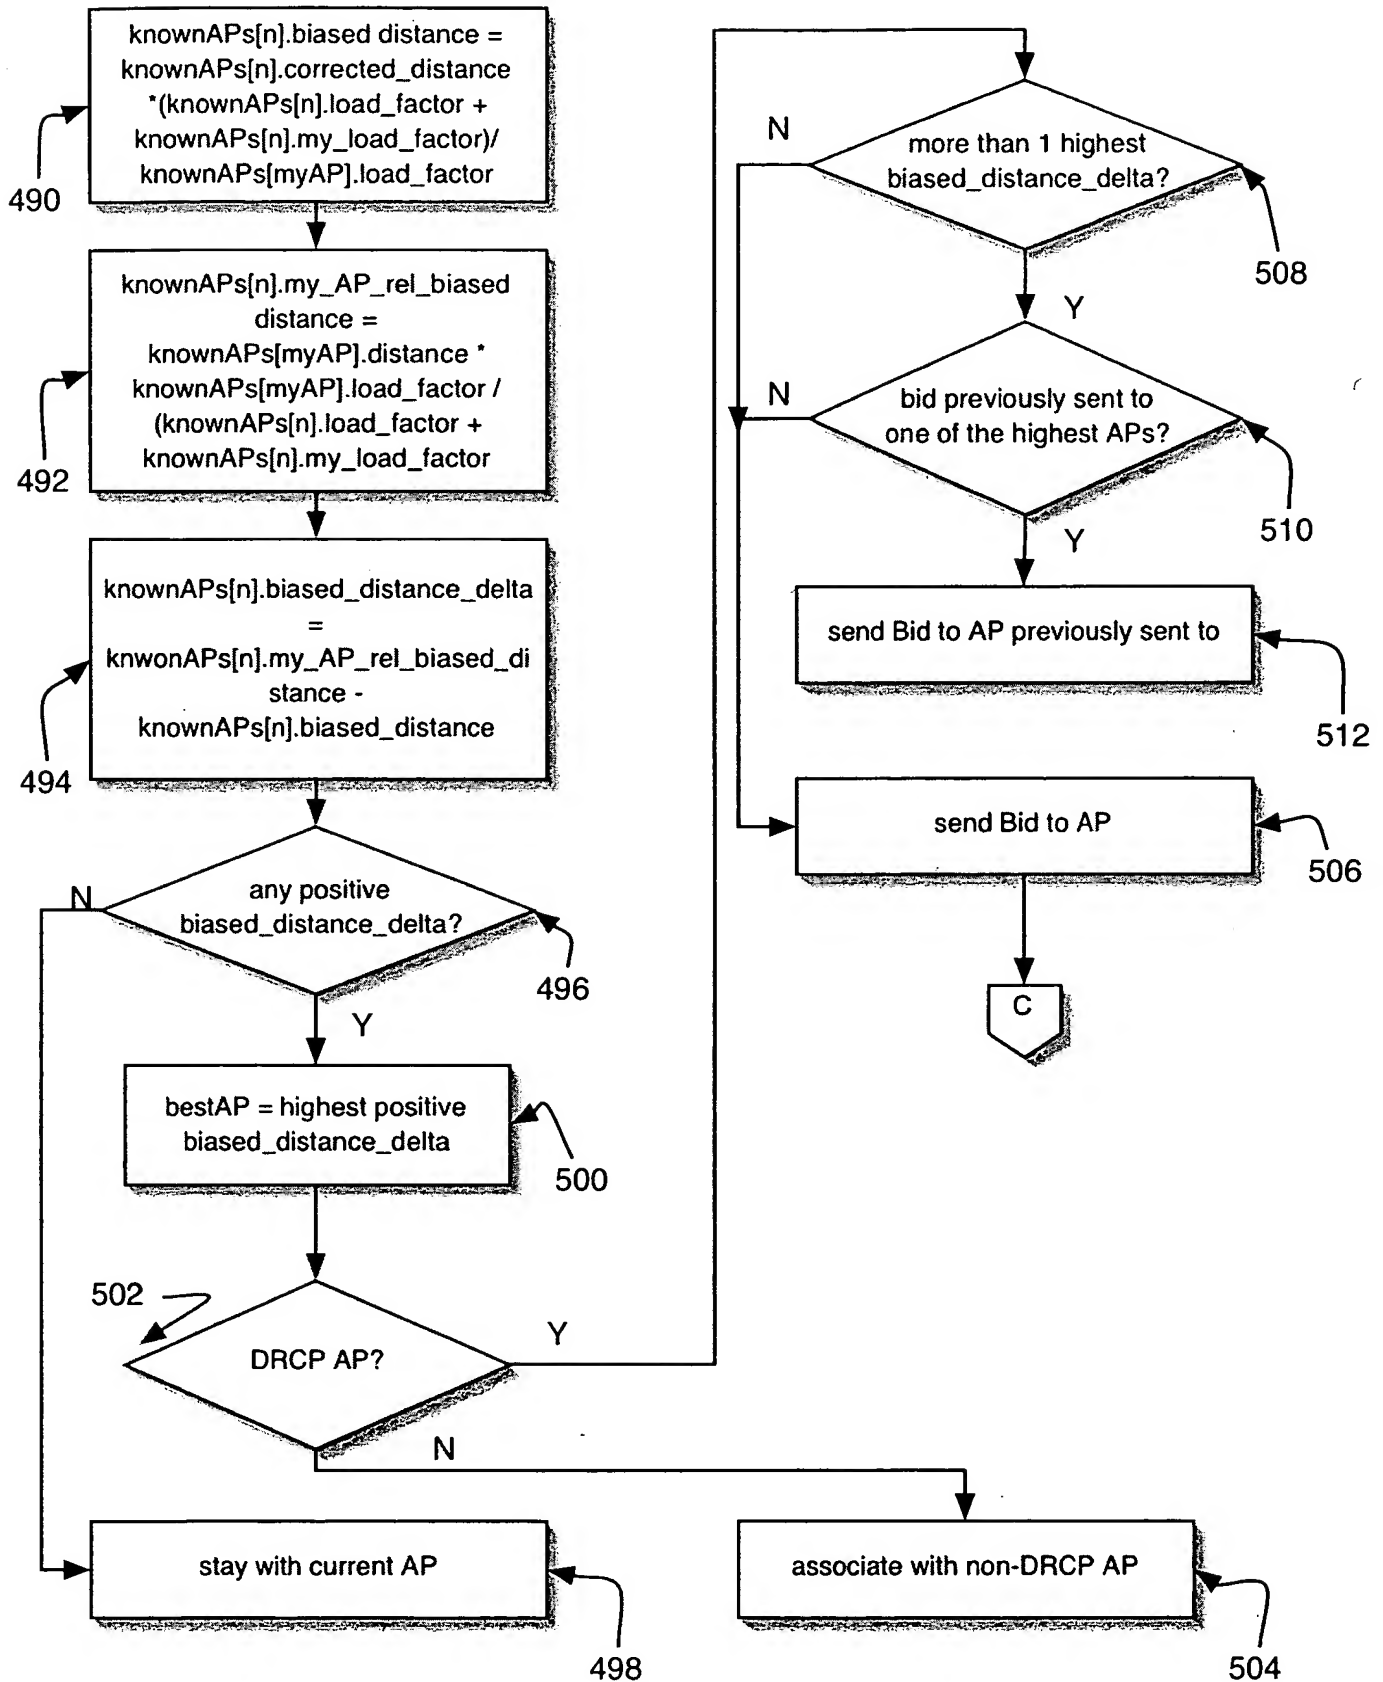 knownAPs[n].biased distance =
knownAPs[n].corrected_distance
*(knownAPs[n].load_factor +
knownAPs[n].my_load_factor)/
knownAPs[myAP].load_factor
490
knownAPs[n].my_AP_rel_biased
distance =
knownAPs[myAP].distance *
knownAPs[myAP].load_factor /
(knownAPs[n].load_factor +
knownAPs[n].my_load_factor
492
knownAPs[n].biased_distance_delta
=
knwonAPs[n].my_AP_rel_biased_di
stance -
knownAPs[n].biased_distance
494
any positive
biased_distance_delta?
N
496
Y
bestAP = highest positive
biased_distance_delta
500
502
DRCP AP?
Y
N
stay with current AP
498
associate with non-DRCP AP
504
more than 1 highest
biased_distance_delta?
N
508
Y
bid previously sent to
one of the highest APs?
N
510
Y
send Bid to AP previously sent to
512
send Bid to AP
506
C